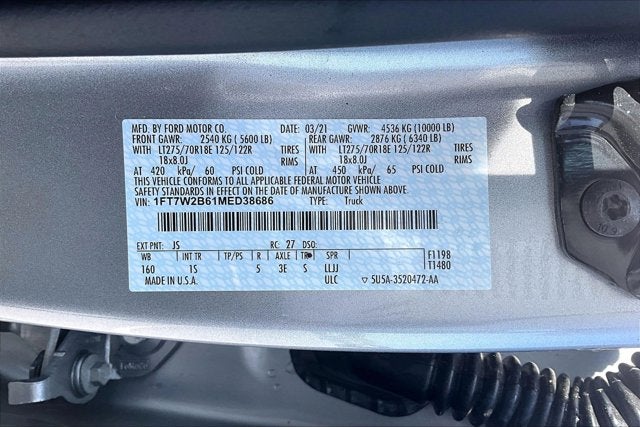 MFD. BY FORD MOTOR CO. DATE: 03/21 GVWR: 4536 KG (10000 LB)
FRONT GAWR: 2540 KG ( 5600 LB) REAR GAWR: 2876 KG ( 6340 LB)
WITH LT275/70R18E 125/122R TIRES WITH LT275/70R18E 125/122R TIRES
18x8.0J RIMS 18x8.0J RIMS
AT 420 kPa/ 60 PSI COLD AT 450 kPa/ 65 PSI COLD
THIS VEHICLE CONFORMS TO ALL APPLICABLE FEDERAL MOTOR VEHICLE
SAFETY STANDARDS IN EFFECT ON THE DATE OF MANUFACTURE SHOWN ABOVE.
VIN: 1FT7W2B61MED38686 TYPE: Truck
EXT PNT: JS RC: 27 DSO:
WB INT TR TP/PS R AXLE TR SPR F1198
160 1S 5 3E S LLJJ T1480
MADE IN U.S.A. ULC ▽ 5U5A-3520472-AA